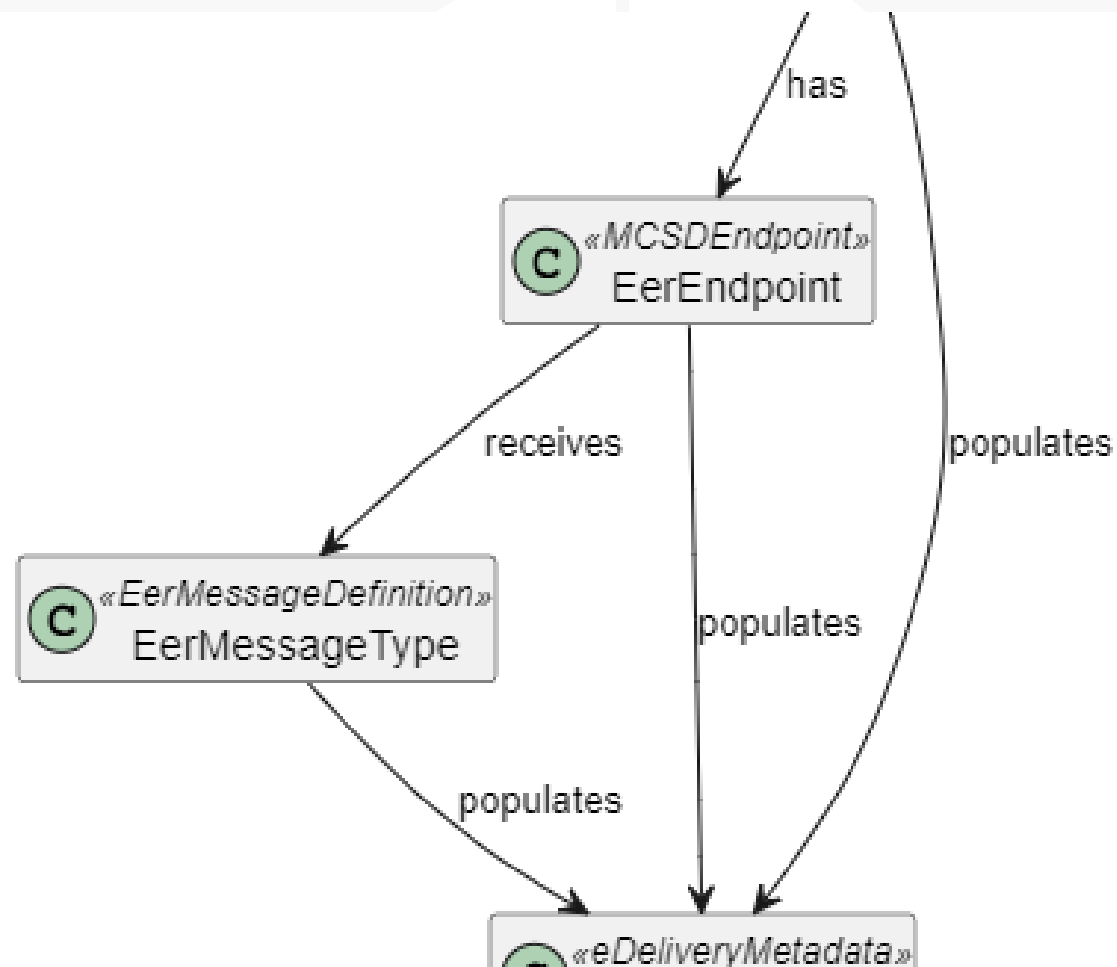 has
«MCSDEndpoint»
C
EerEndpoint
receives
populates
«EerMessageDefinition»
C
EerMessageType
populates
populates
«eDeliveryMetadata»